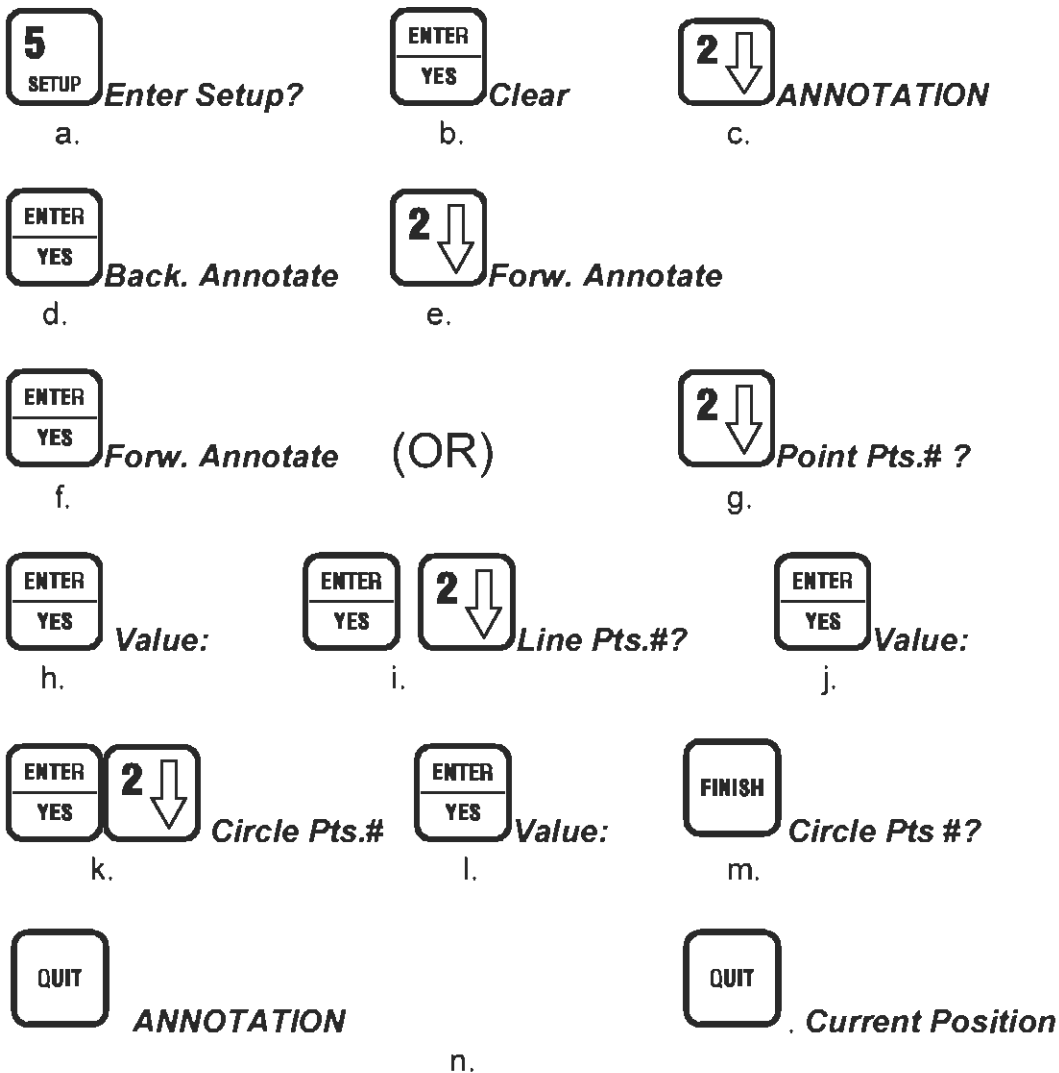 5
SETUP Enter Setup? ENTER
YES Clear 2 ANNOTATION
a. b. c.
ENTER
YES Back. Annotate 2 Forw. Annotate
d. e.
ENTER
YES Forw. Annotate (OR) 2 Point Pts.# ?
f. g.
ENTER
YES Value: ENTER
YES 2 Line Pts.#? ENTER
YES Value:
h. i. j.
ENTER
YES 2 Circle Pts.# ENTER
YES Value: FINISH Circle Pts #?
k. l. m.
QUIT ANNOTATION QUIT . Current Position
n.